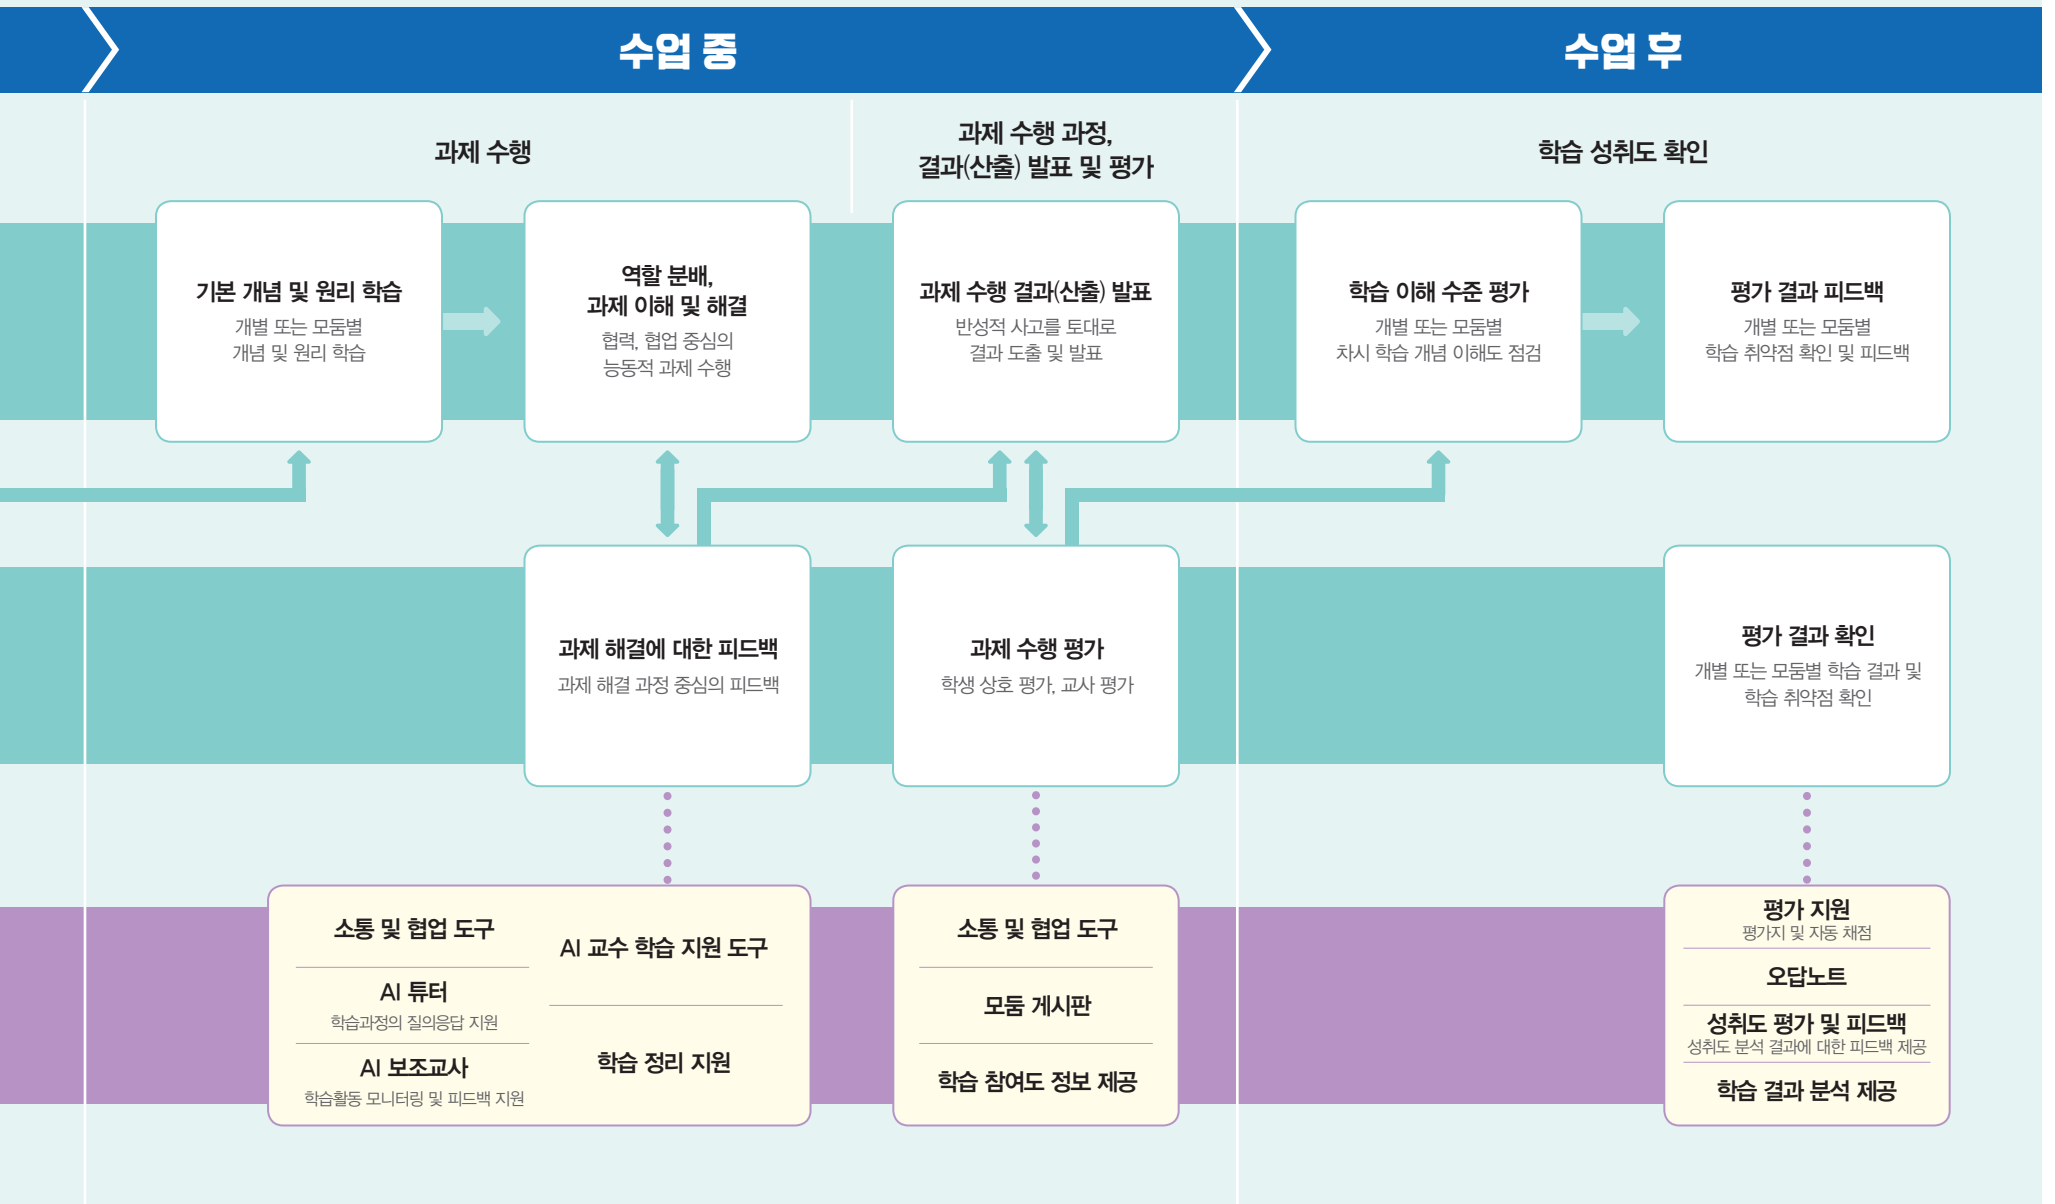 수업 중
수업 후
과제 수행
과제 수행 과정,
결과(산출) 발표 및 평가
학습 성취도 확인
기본 개념 및 원리 학습
개별 또는 모둠별
개념 및 원리 학습
역할 분배,
과제 이해 및 해결
협력, 협업 중심의
능동적 과제 수행
과제 수행 결과(산출) 발표
반성적 사고를 토대로
결과 도출 및 발표
학습 이해 수준 평가
개별 또는 모둠별
차시 학습 개념 이해도 점검
평가 결과 피드백
개별 또는 모둠별
학습 취약점 확인 및 피드백
과제 해결에 대한 피드백
과제 해결 과정 중심의 피드백
과제 수행 평가
학생 상호 평가, 교사 평가
평가 결과 확인
개별 또는 모둠별 학습 결과 및
학습 취약점 확인
소통 및 협업 도구
AI 튜터
학습과정의 질의응답 지원
AI 보조교사
학습활동 모니터링 및 피드백 지원
AI 교수 학습 지원 도구
학습 정리 지원
소통 및 협업 도구
모둠 게시판
학습 참여도 정보 제공
평가 지원
평가지 및 자동 채점
오답노트
성취도 평가 및 피드백
성취도 분석 결과에 대한 피드백 제공
학습 결과 분석 제공